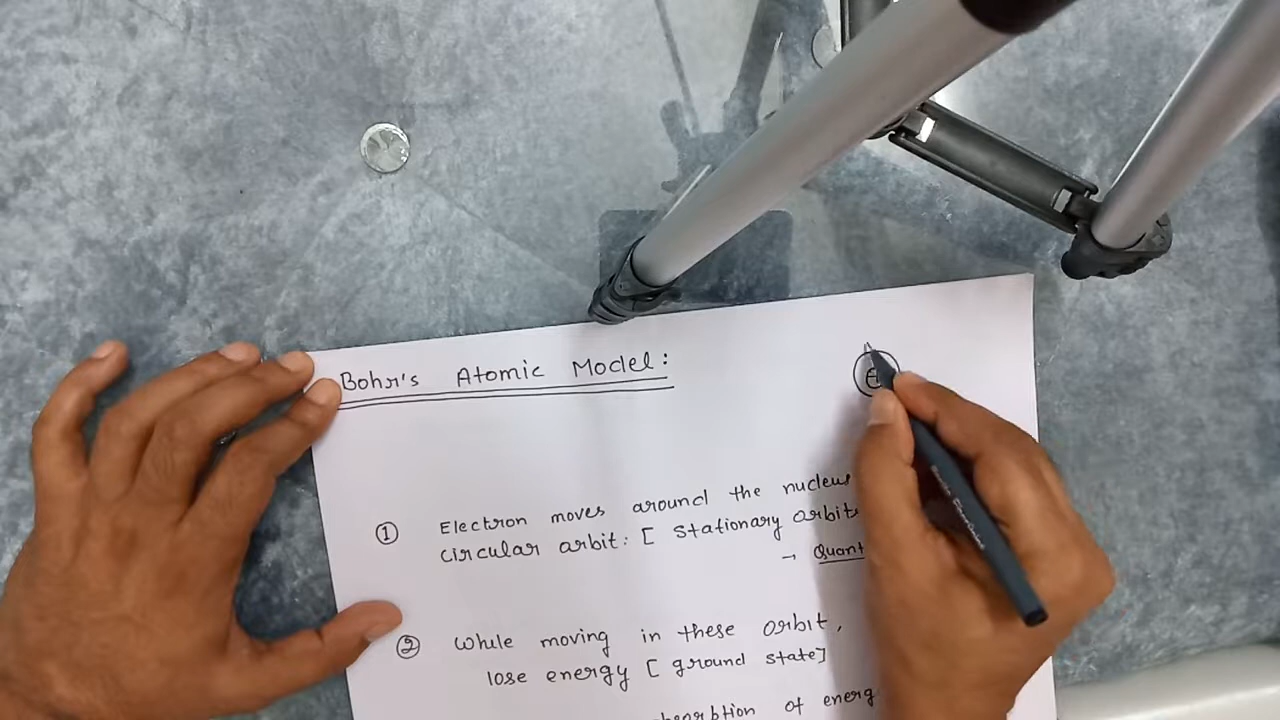 Bohr's Atomic Model:
① Electron moves around the nucleus
circular orbit: [ stationary orbit
→ Quant
② While moving in these orbit,
lose energy [ ground state]
of energ